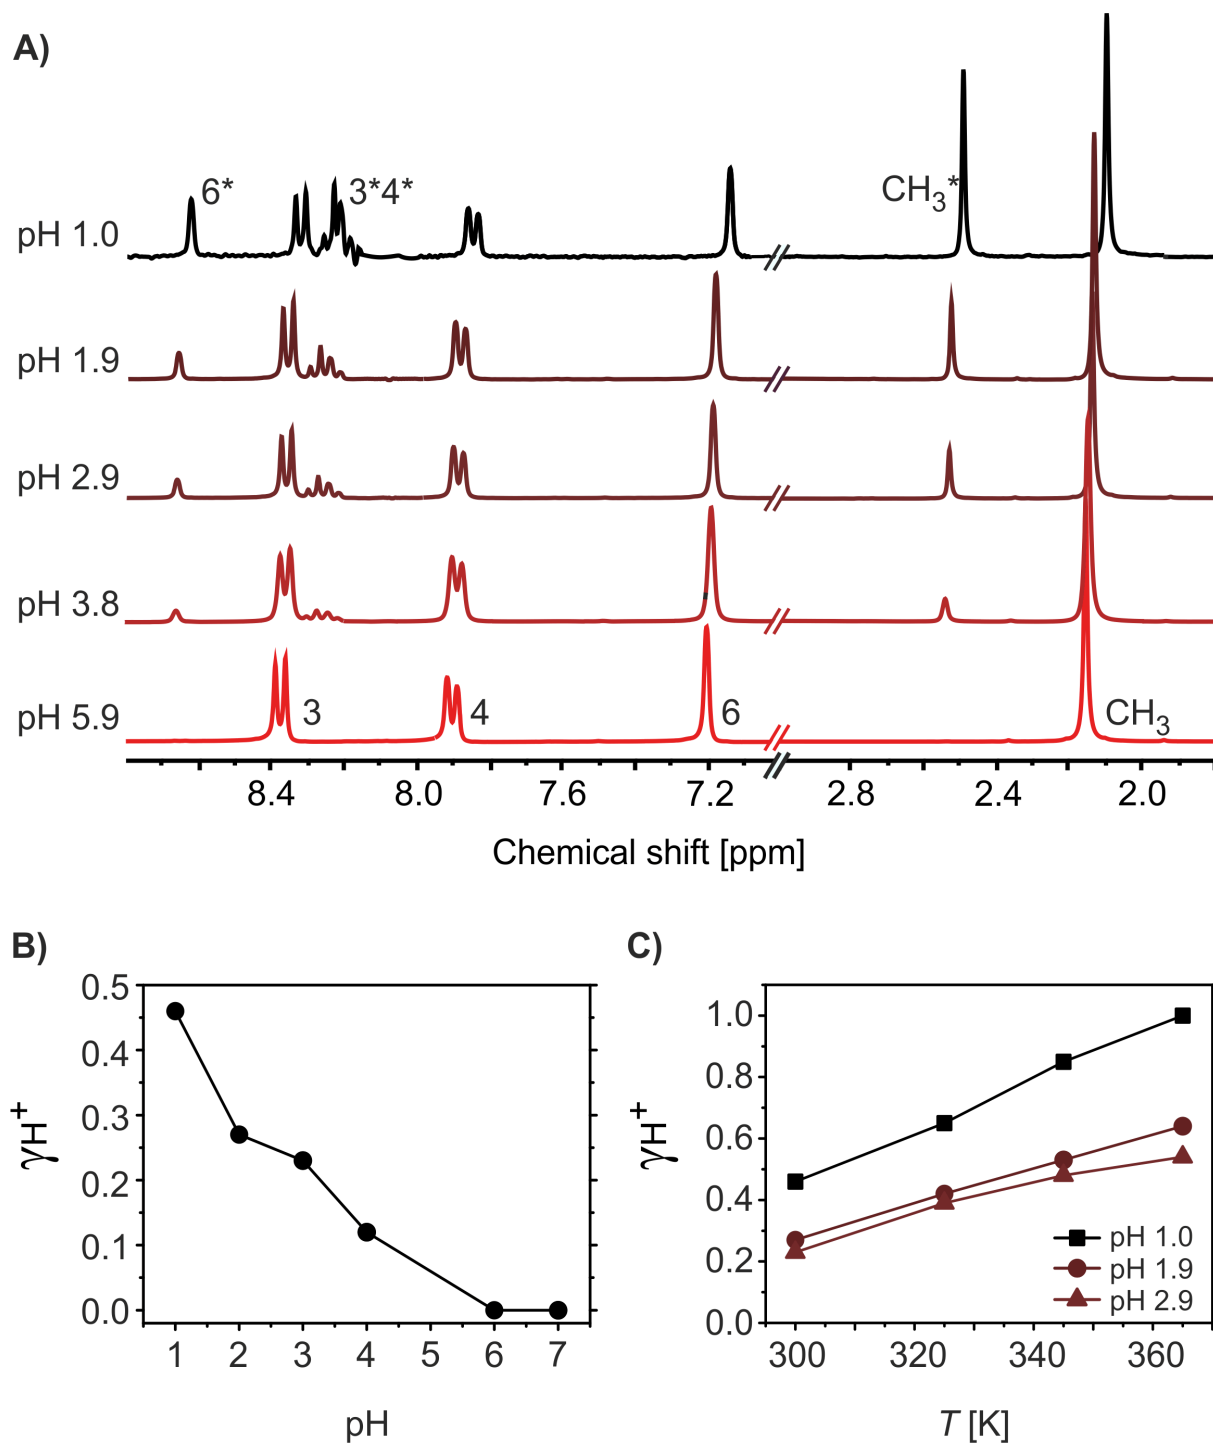 A)
6*
3*4*
CH3*
pH 1.0
pH 1.9
pH 2.9
pH 3.8
pH 5.9
3
4
6
CH3
8.4 8.0 7.6 7.2 2.8 2.4 2.0
Chemical shift [ppm]
B)
0.5
0.4
0.3
0.2
0.1
0.0
γH+
1 2 3 4 5 6 7
pH
C)
1.0
0.8
0.6
0.4
0.2
0.0
γH+
pH 1.0
pH 1.9
pH 2.9
300 320 340 360
T [K]